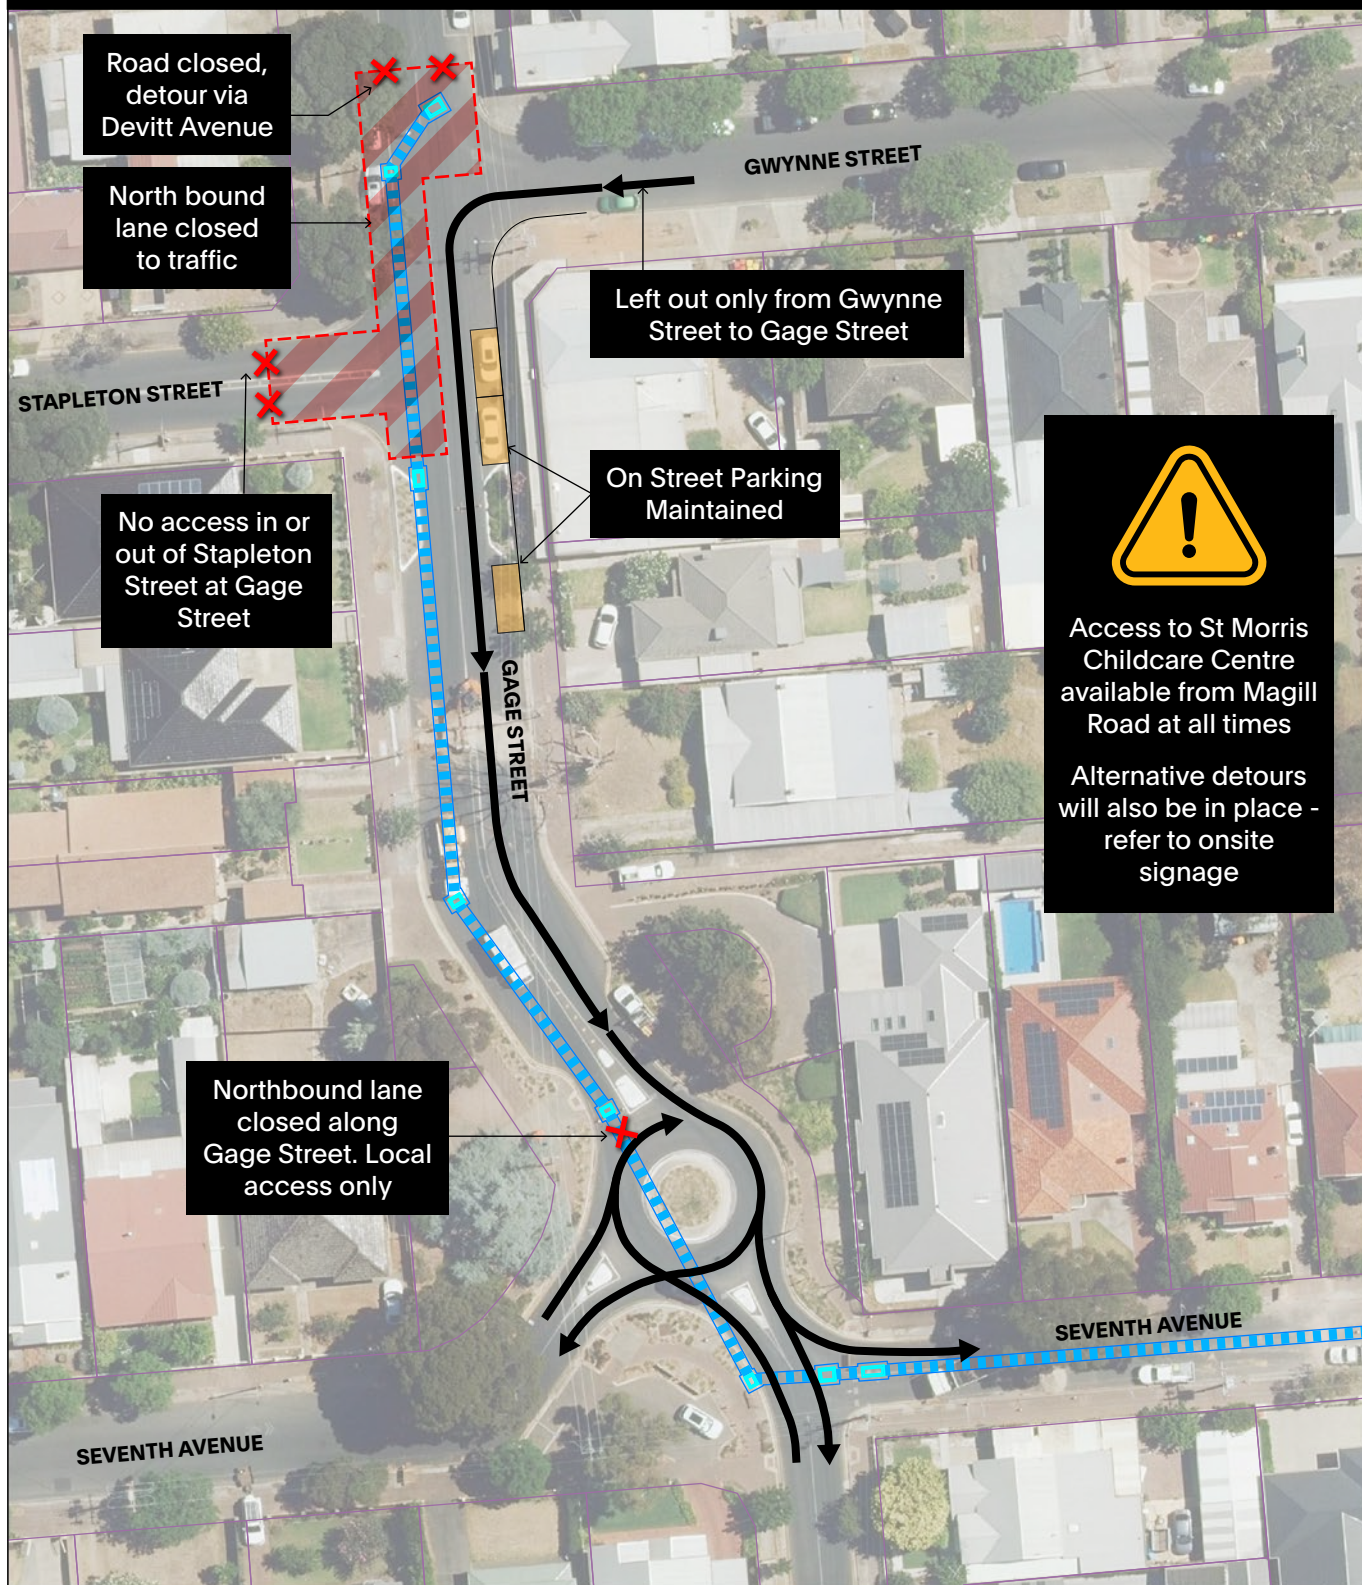 Road closed,
detour via
Devitt Avenue
North bound
lane closed
to traffic
GWYNNE STREET
Left out only from Gwynne
Street to Gage Street
STAPLETON STREET
On Street Parking
Maintained
No access in or
out of Stapleton
Street at Gage
Street
GAGE STREET
Access to St Morris
Childcare Centre
available from Magill
Road at all times
Alternative detours
will also be in place -
refer to onsite
signage
Northbound lane
closed along
Gage Street. Local
access only
SEVENTH AVENUE
SEVENTH AVENUE